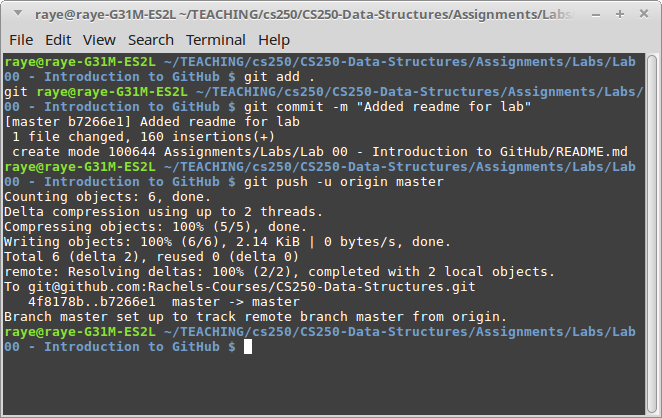 raye@raye-G31M-ES2L ~/TEACHING/cs250/CS250-Data-Structures/Assignments/Labs
File Edit View Search Terminal Help
raye@raye-G31M-ES2L ~/TEACHING/cs250/CS250-Data-Structures/Assignments/Labs/Lab
00 - Introduction to GitHub $ git add .
git raye@raye-G31M-ES2L ~/TEACHING/cs250/CS250-Data-Structures/Assignments/Labs/
00 - Introduction to GitHub $ git commit -m "Added readme for lab"
[master b7266e1] Added readme for lab
1 file changed, 160 insertions(+)
create mode 100644 Assignments/Labs/Lab 00 - Introduction to GitHub/README.md
raye@raye-G31M-ES2L ~/TEACHING/cs250/CS250-Data-Structures/Assignments/Labs/Lab
00 - Introduction to GitHub $ git push -u origin master
Counting objects: 6, done.
Delta compression using up to 2 threads.
Compressing objects: 100% (5/5), done.
Writing objects: 100% (6/6), 2.14 KiB | 0 bytes/s, done.
Total 6 (delta 2), reused 0 (delta 0)
remote: Resolving deltas: 100% (2/2), completed with 2 local objects.
To git@github.com:Rachels-Courses/CS250-Data-Structures.git
4f8178b..b7266e1 master -> master
Branch master set up to track remote branch master from origin.
raye@raye-G31M-ES2L ~/TEACHING/cs250/CS250-Data-Structures/Assignments/Labs/Lab
00 - Introduction to GitHub $